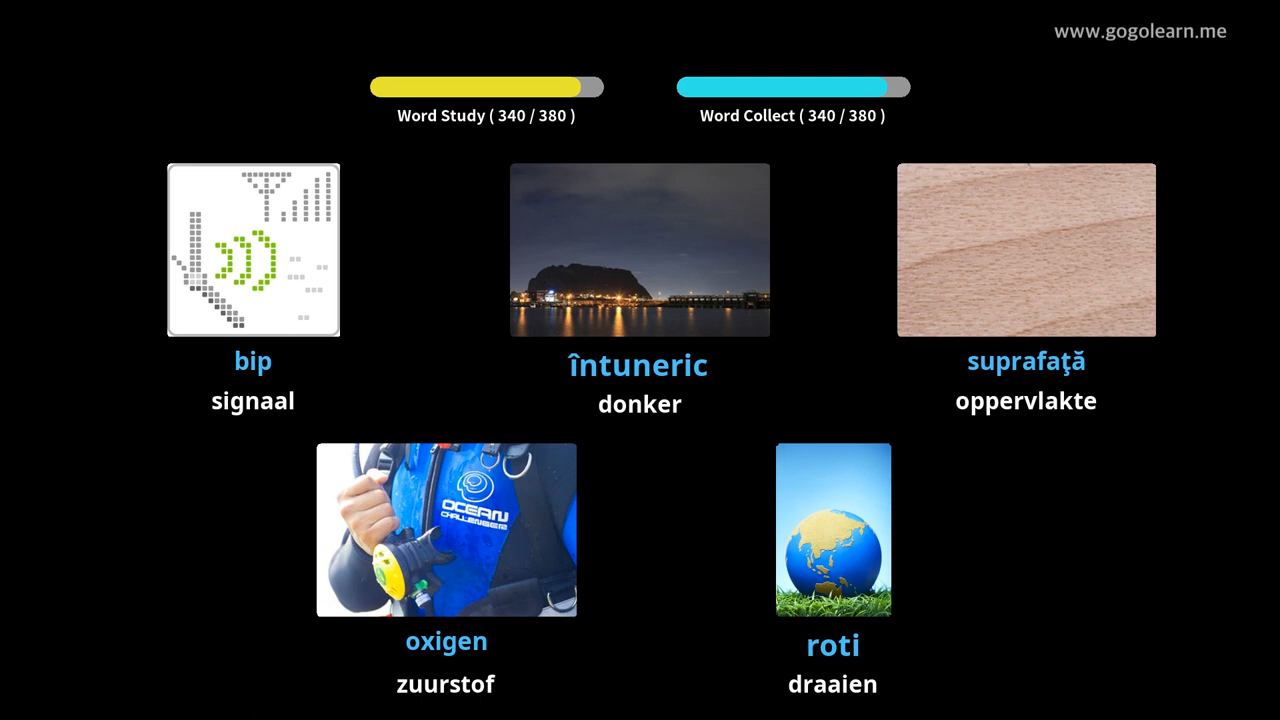 www.gogolearn.me
Word Study ( 340 / 380 )
Word Collect ( 340 / 380 )
bip
întuneric
suprafaţă
signaal
donker
oppervlakte
OCEAN
CHALLENGER
oxigen
roti
zuurstof
draaien